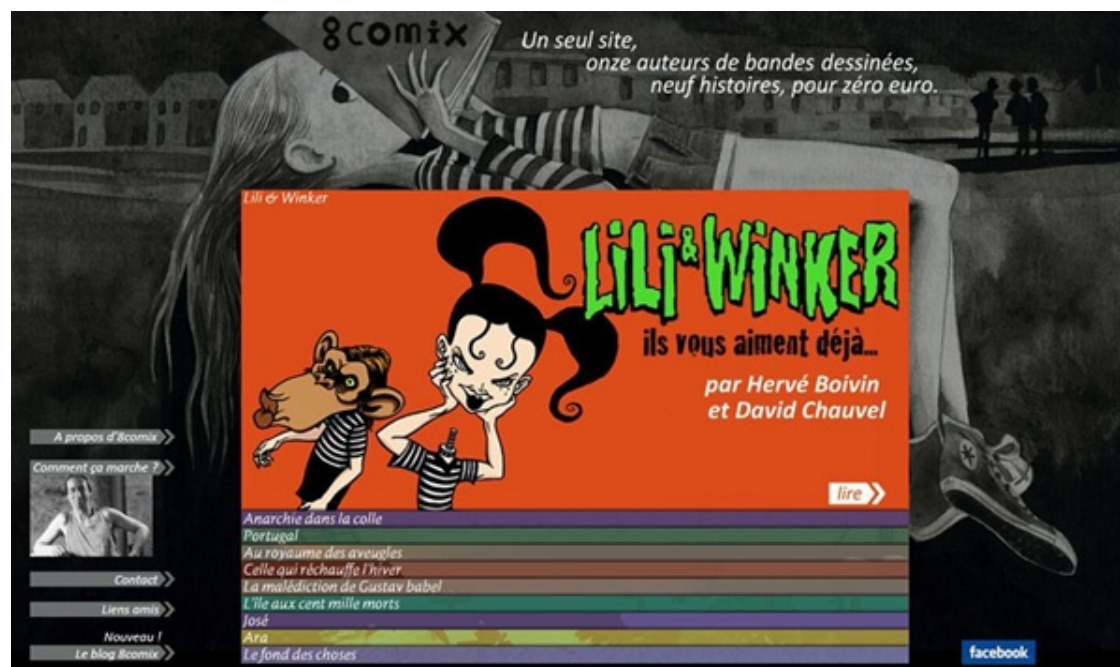 8comix
Un seul site,
onze auteurs de bandes dessinées,
neuf histoires, pour zéro euro.
Lili & Winker
LiLi & WiNKER
ils vous aiment déjà...
par Hervé Boivin
et David Chauvel
lire
A propos d'8comix
Comment ça marche ?
Contact
Liens amis
Nouveau !
Le blog 8comix
Anarchie dans la colle
Portugal
Au royaume des aveugles
Celle qui réchauffe l'hiver
La malédiction de Gustav babel
L'île aux cent mille morts
José
Ara
Le fond des choses
facebook